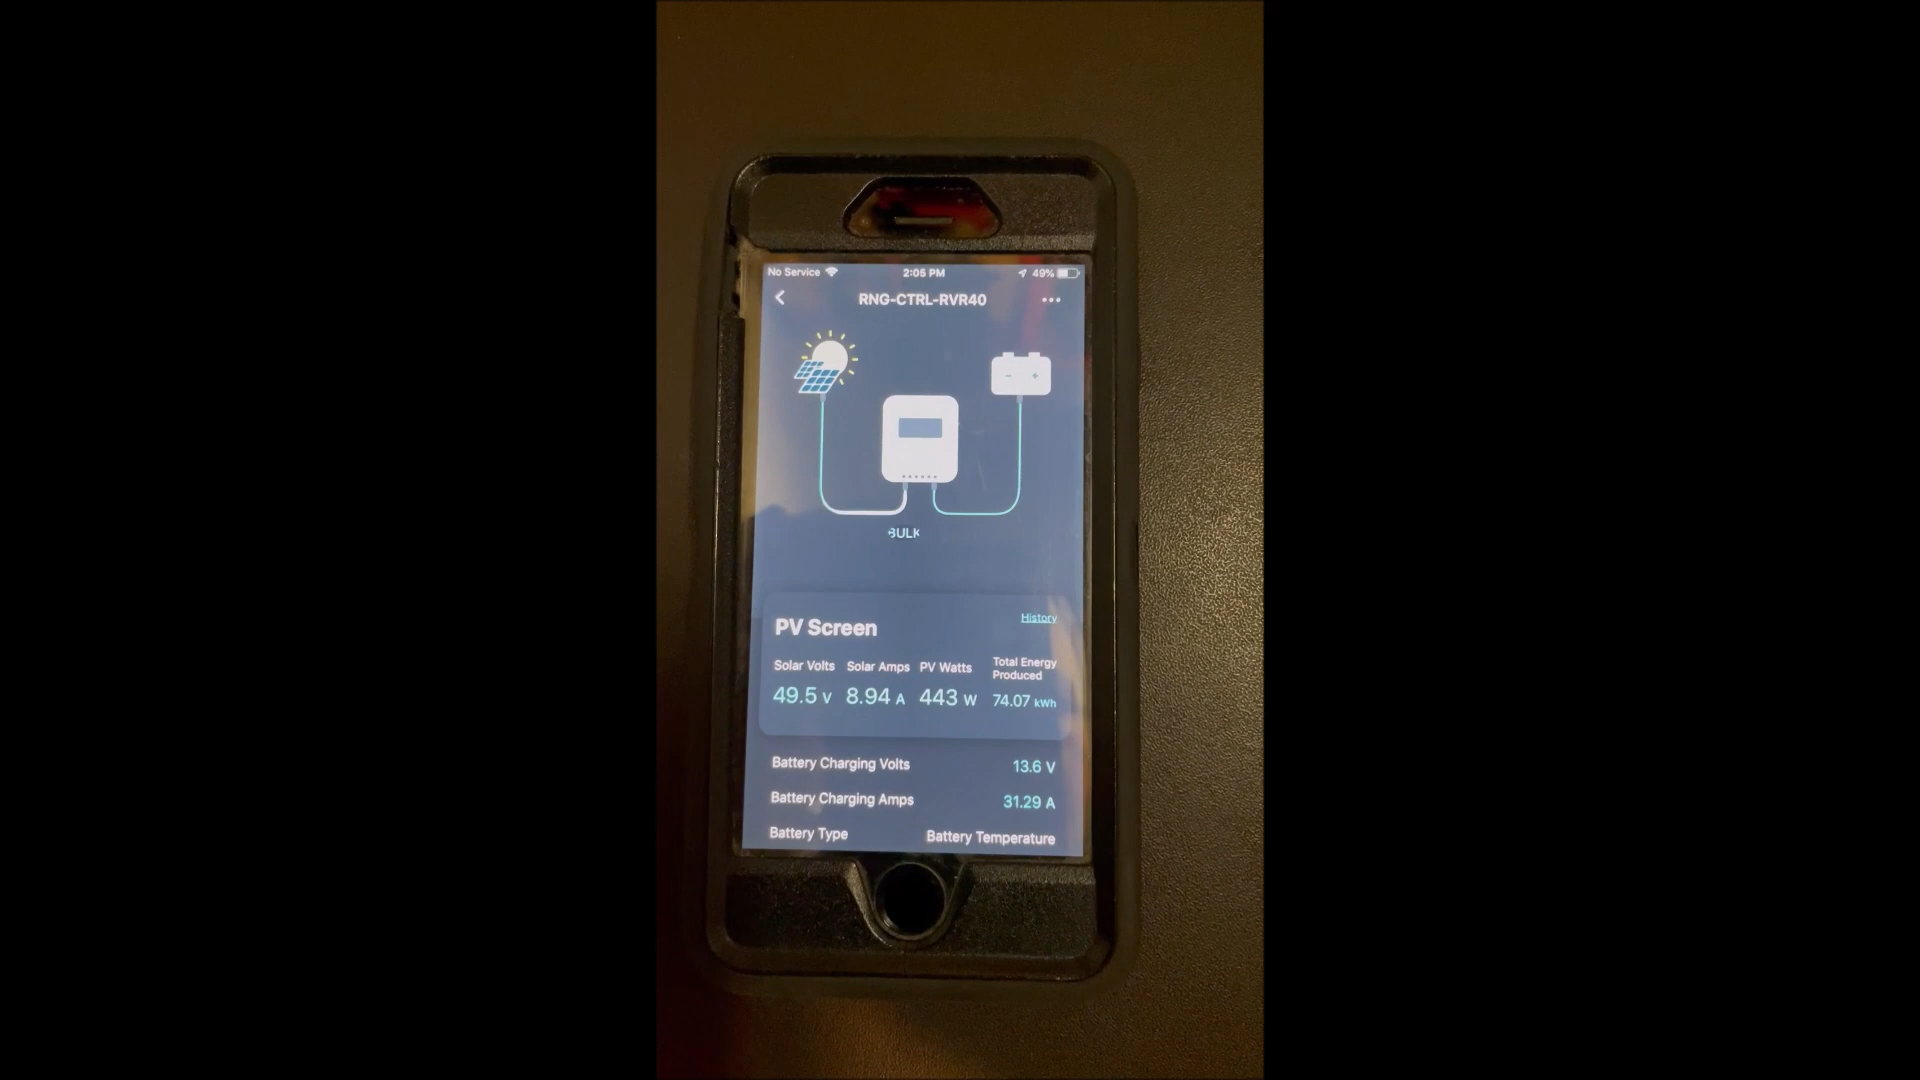 No Service 2:05 PM 49%
RNG-CTRL-RVR40
BULK
History
PV Screen
Solar Volts Solar Amps PV Watts Total Energy Produced
49.5 V 8.94 A 443 W 74.07 kWh
Battery Charging Volts 13.6 V
Battery Charging Amps 31.29 A
Battery Type Battery Temperature